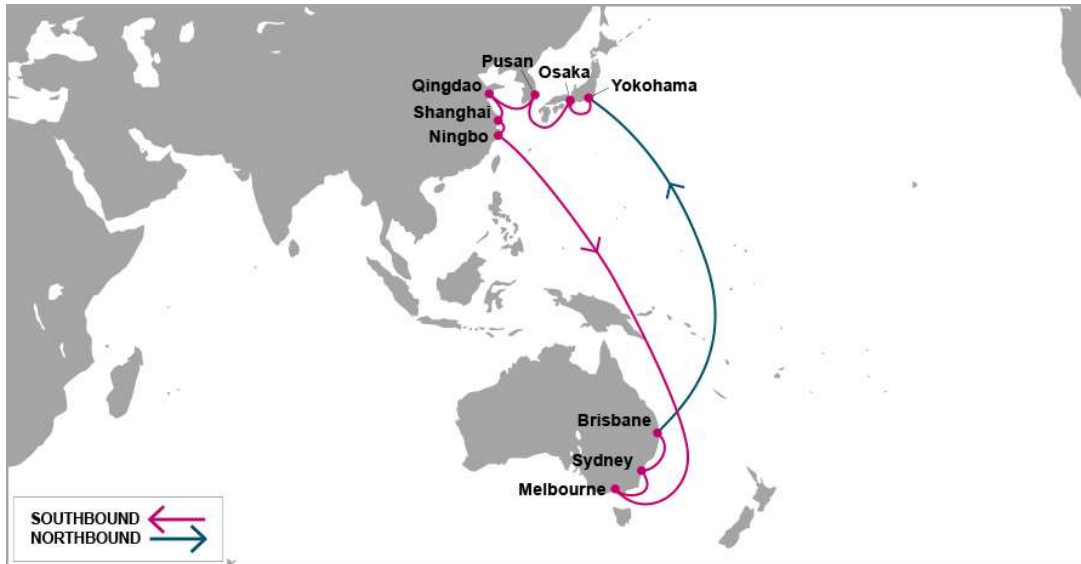 Pusan
Osaka
Qingdao
Yokohama
Shanghai
Ningbo
Brisbane
Sydney
Melbourne
SOUTHBOUND
NORTHBOUND